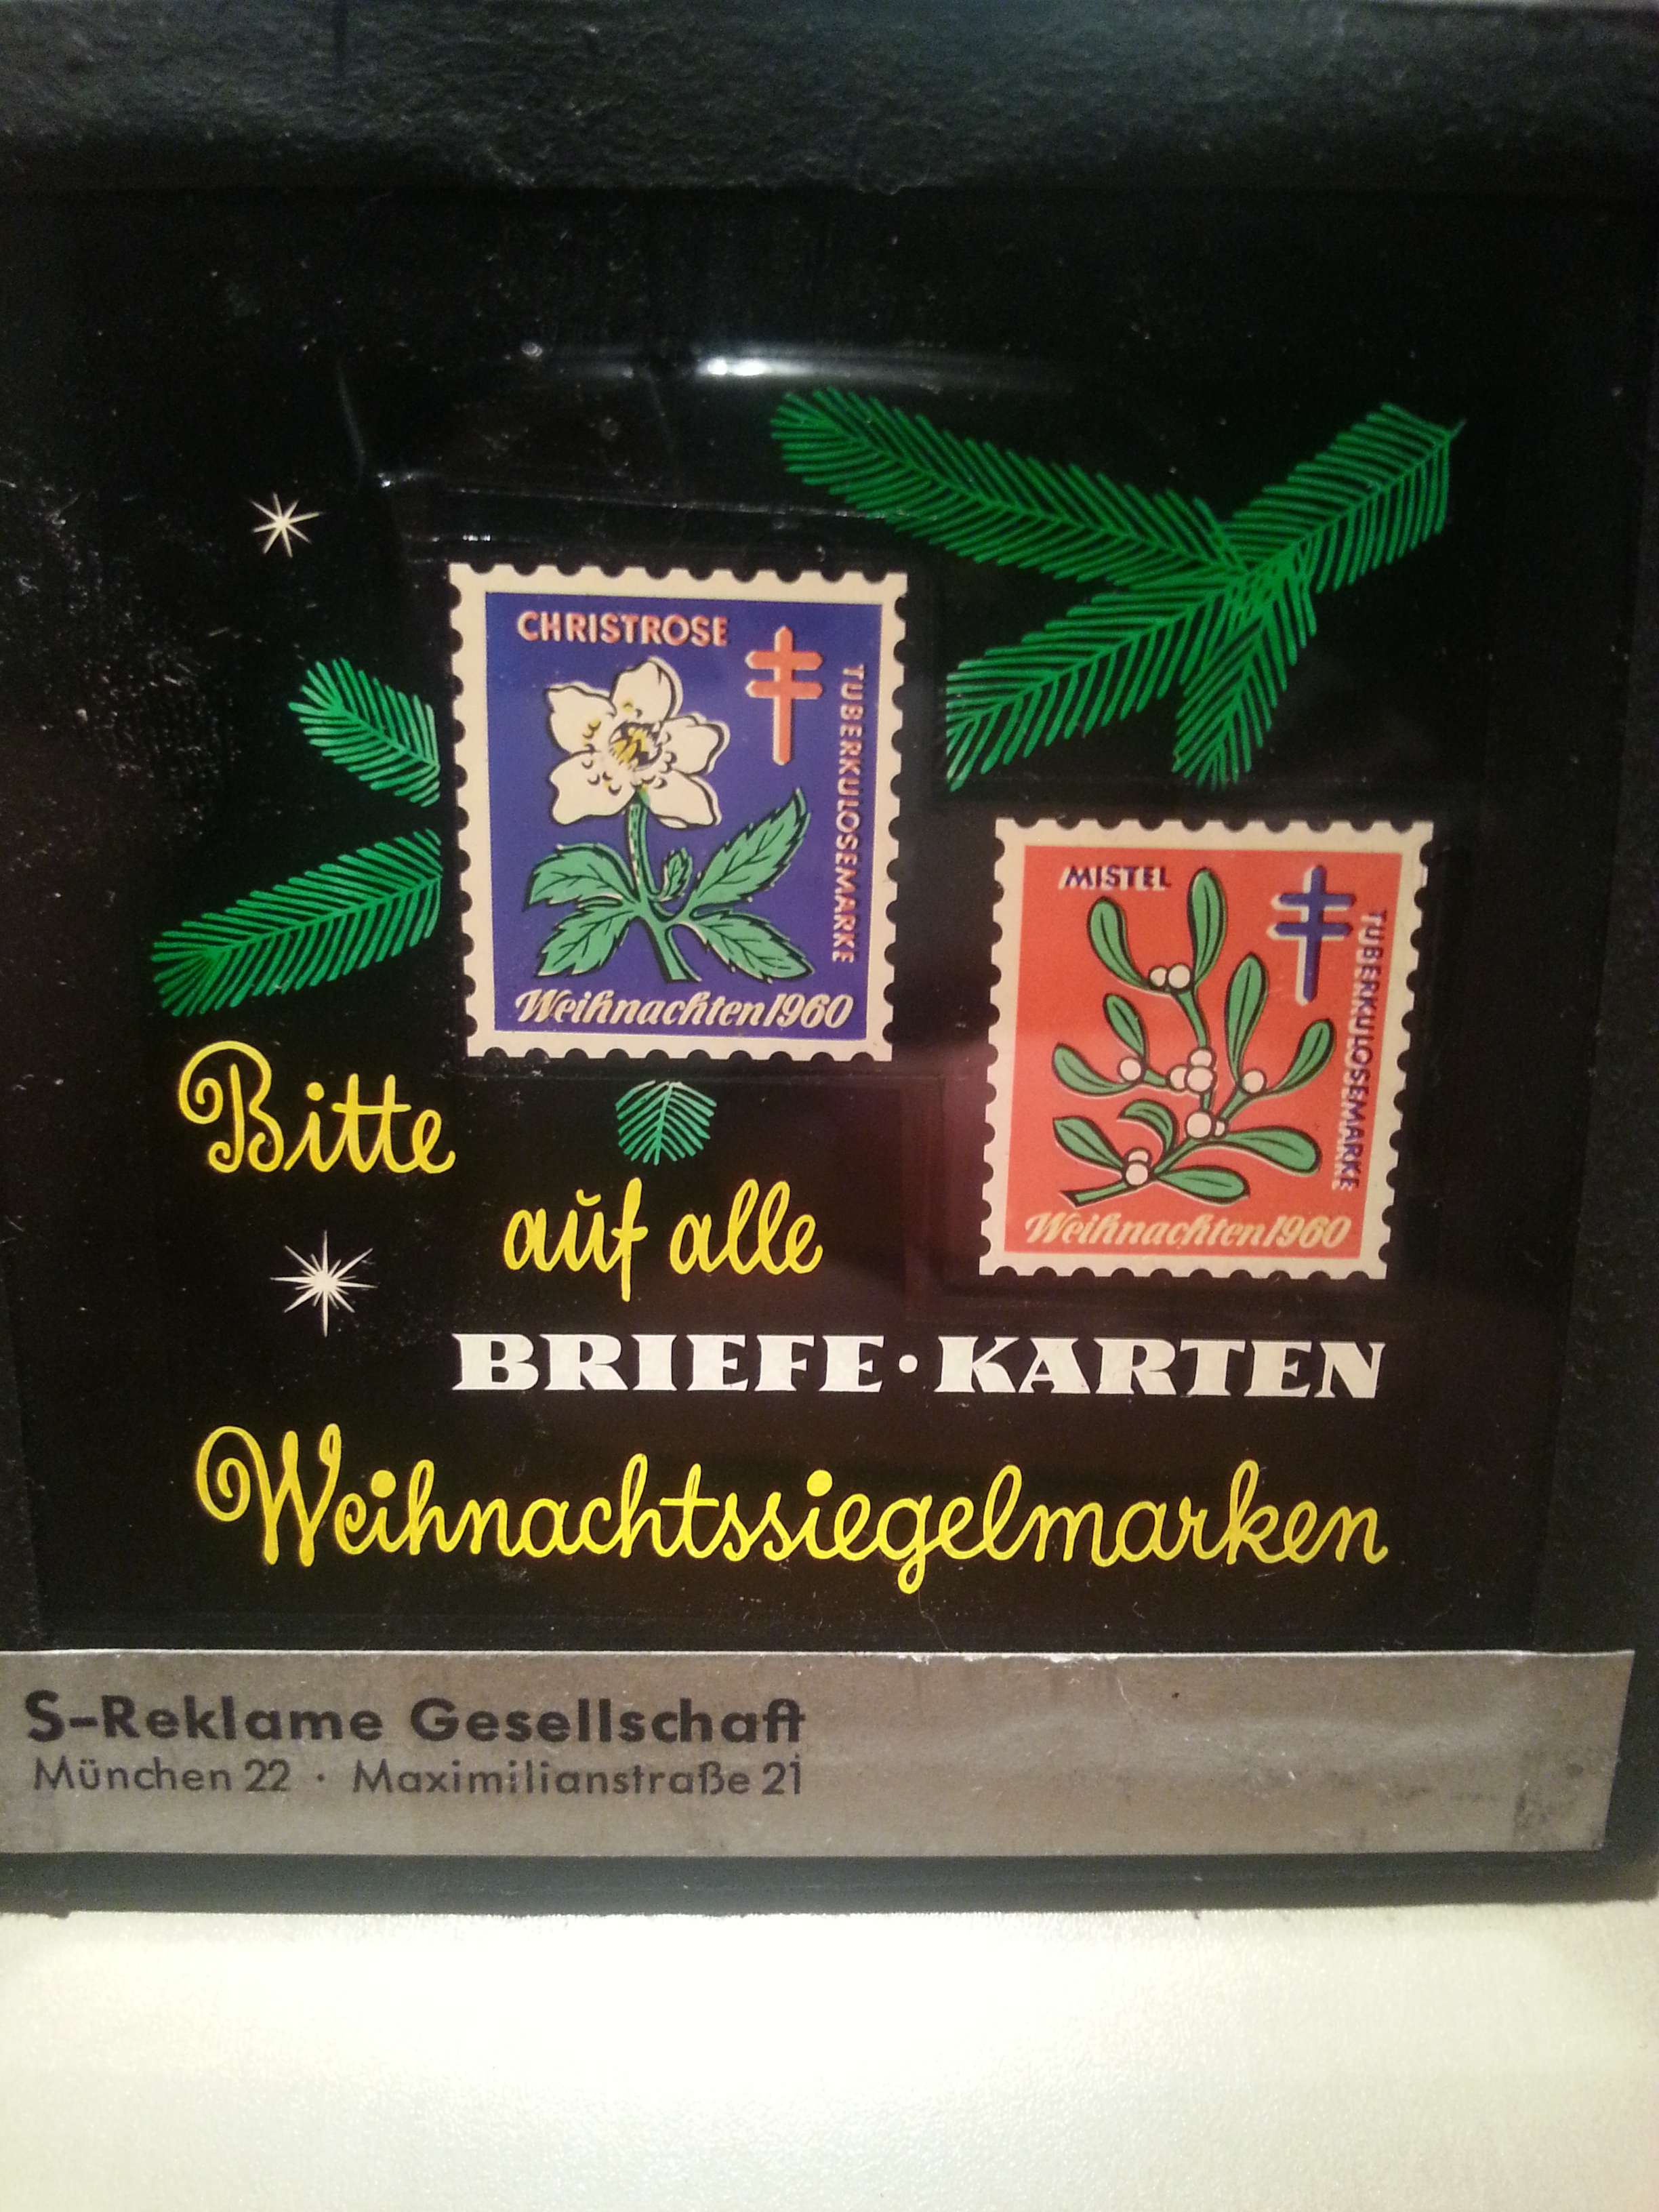 CHRISTROSE
TUBERKULOSEMARKE
Weihnachten 1960
MISTEL
TUBERKULOSEMARKE
Weihnachten 1960
Bitte
auf alle
BRIEFE · KARTEN
Weihnachtssiegelmarken
S-Reklame Gesellschaft
München 22 · Maximilianstraße 21